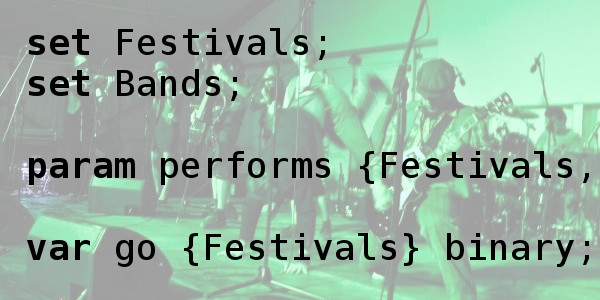 set Festivals;
set Bands;
param performs {Festivals,
var go {Festivals} binary;